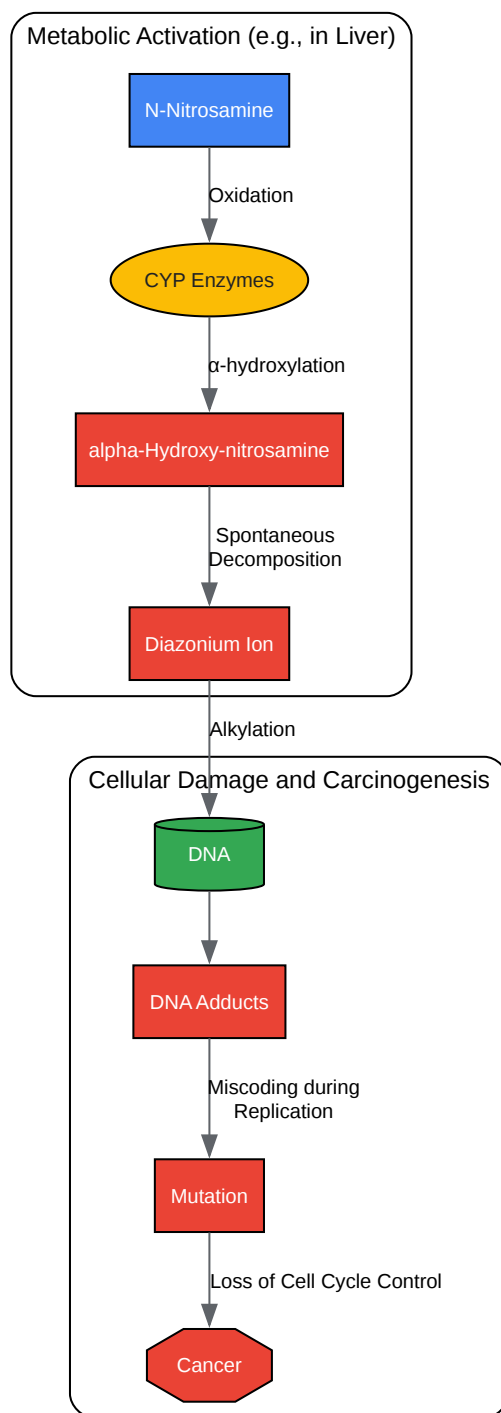 Metabolic Activation (e.g., in Liver)
N-Nitrosamine
Oxidation
CYP Enzymes
α-hydroxylation
alpha-Hydroxy-nitrosamine
Spontaneous
Decomposition
Diazonium Ion
Alkylation
Cellular Damage and Carcinogenesis
DNA
DNA Adducts
Miscoding during
Replication
Mutation
Loss of Cell Cycle Control
Cancer